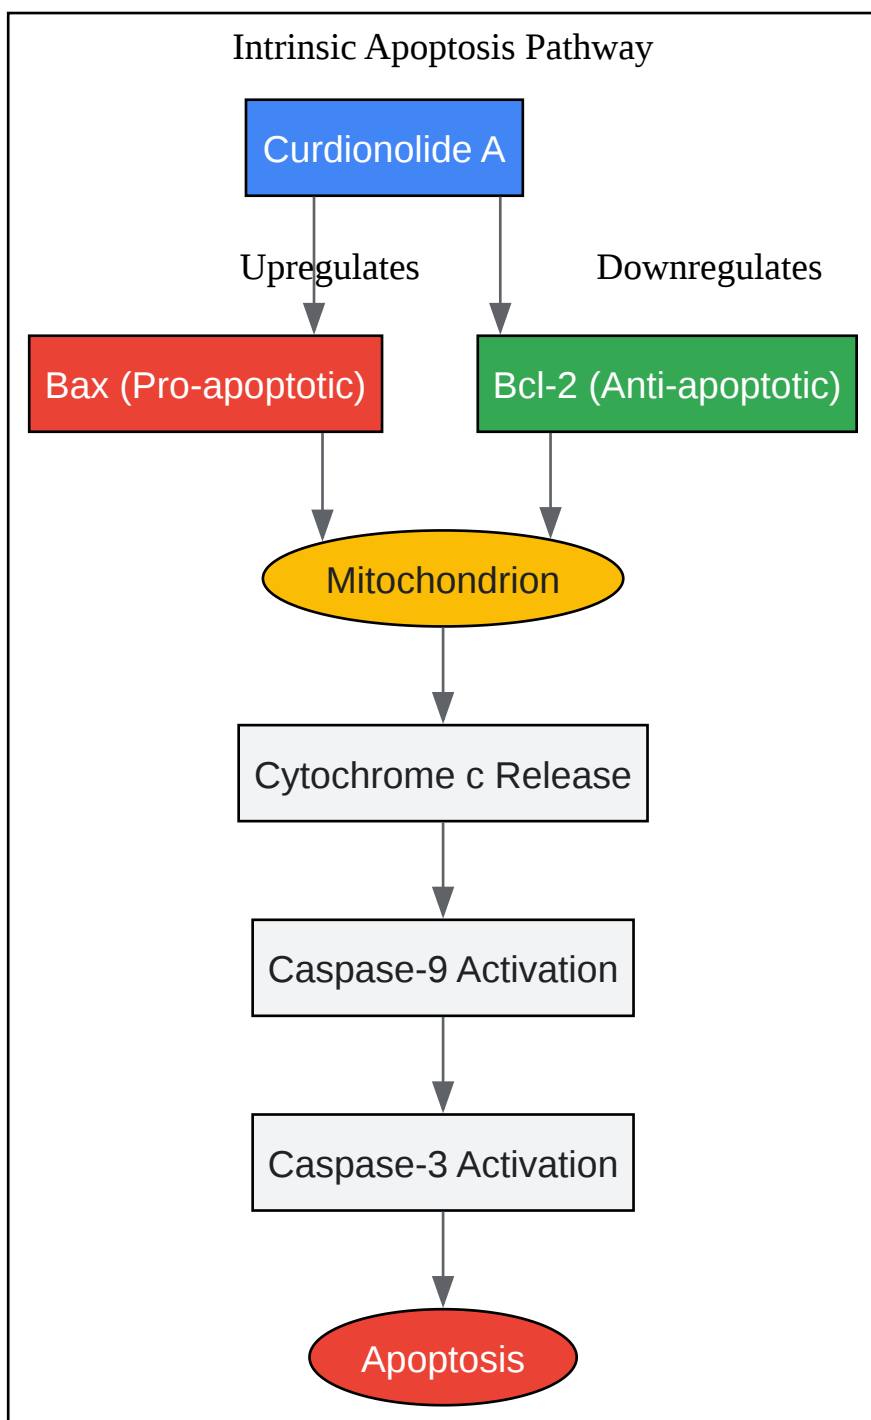 Intrinsic Apoptosis Pathway
Curdionolide A
Upregulates
Downregulates
Bax (Pro-apoptotic)
Bcl-2 (Anti-apoptotic)
Mitochondrion
Cytochrome c Release
Caspase-9 Activation
Caspase-3 Activation
Apoptosis